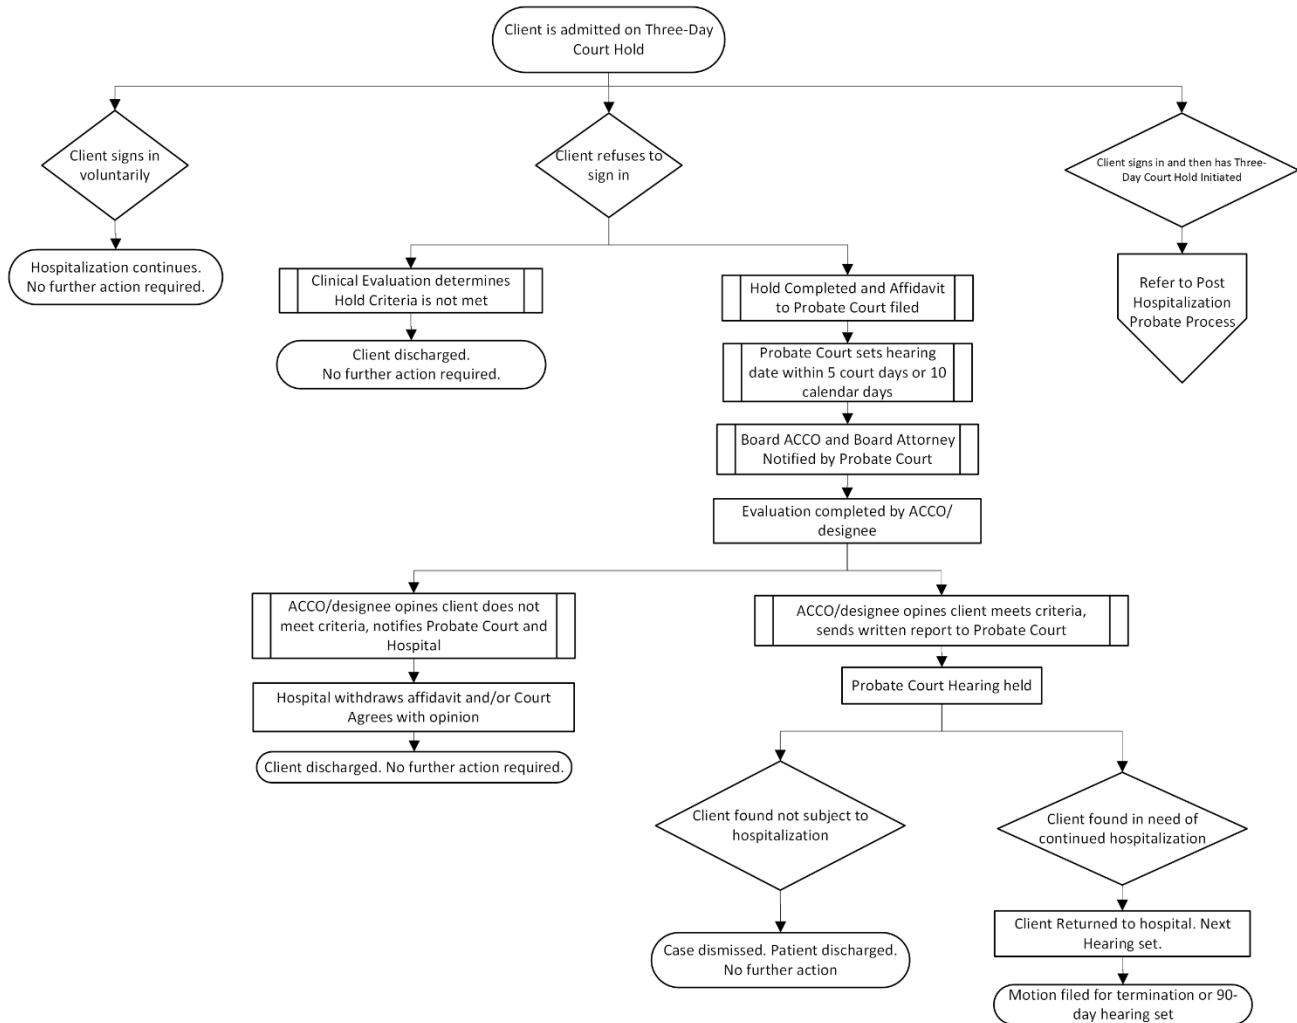 Client is admitted on Three-Day
Court Hold
Client signs in
voluntarily
Client refuses to
sign in
Client signs in and then has Three-
Day Court Hold Initiated
Hospitalization continues.
No further action required.
Clinical Evaluation determines
Hold Criteria is not met
Hold Completed and Affidavit
to Probate Court filed
Refer to Post
Hospitalization
Probate Process
Client discharged.
No further action required.
Probate Court sets hearing
date within 5 court days or 10
calendar days
Board ACCO and Board Attorney
Notified by Probate Court
Evaluation completed by ACCO/
designee
ACCO/designee opines client does not
meet criteria, notifies Probate Court and
Hospital
ACCO/designee opines client meets criteria,
sends written report to Probate Court
Hospital withdraws affidavit and/or Court
Agrees with opinion
Probate Court Hearing held
Client discharged. No further action required.
Client found not subject to
hospitalization
Client found in need of
continued hospitalization
Case dismissed. Patient discharged.
No further action
Client Returned to hospital. Next
Hearing set.
Motion filed for termination or 90-
day hearing set